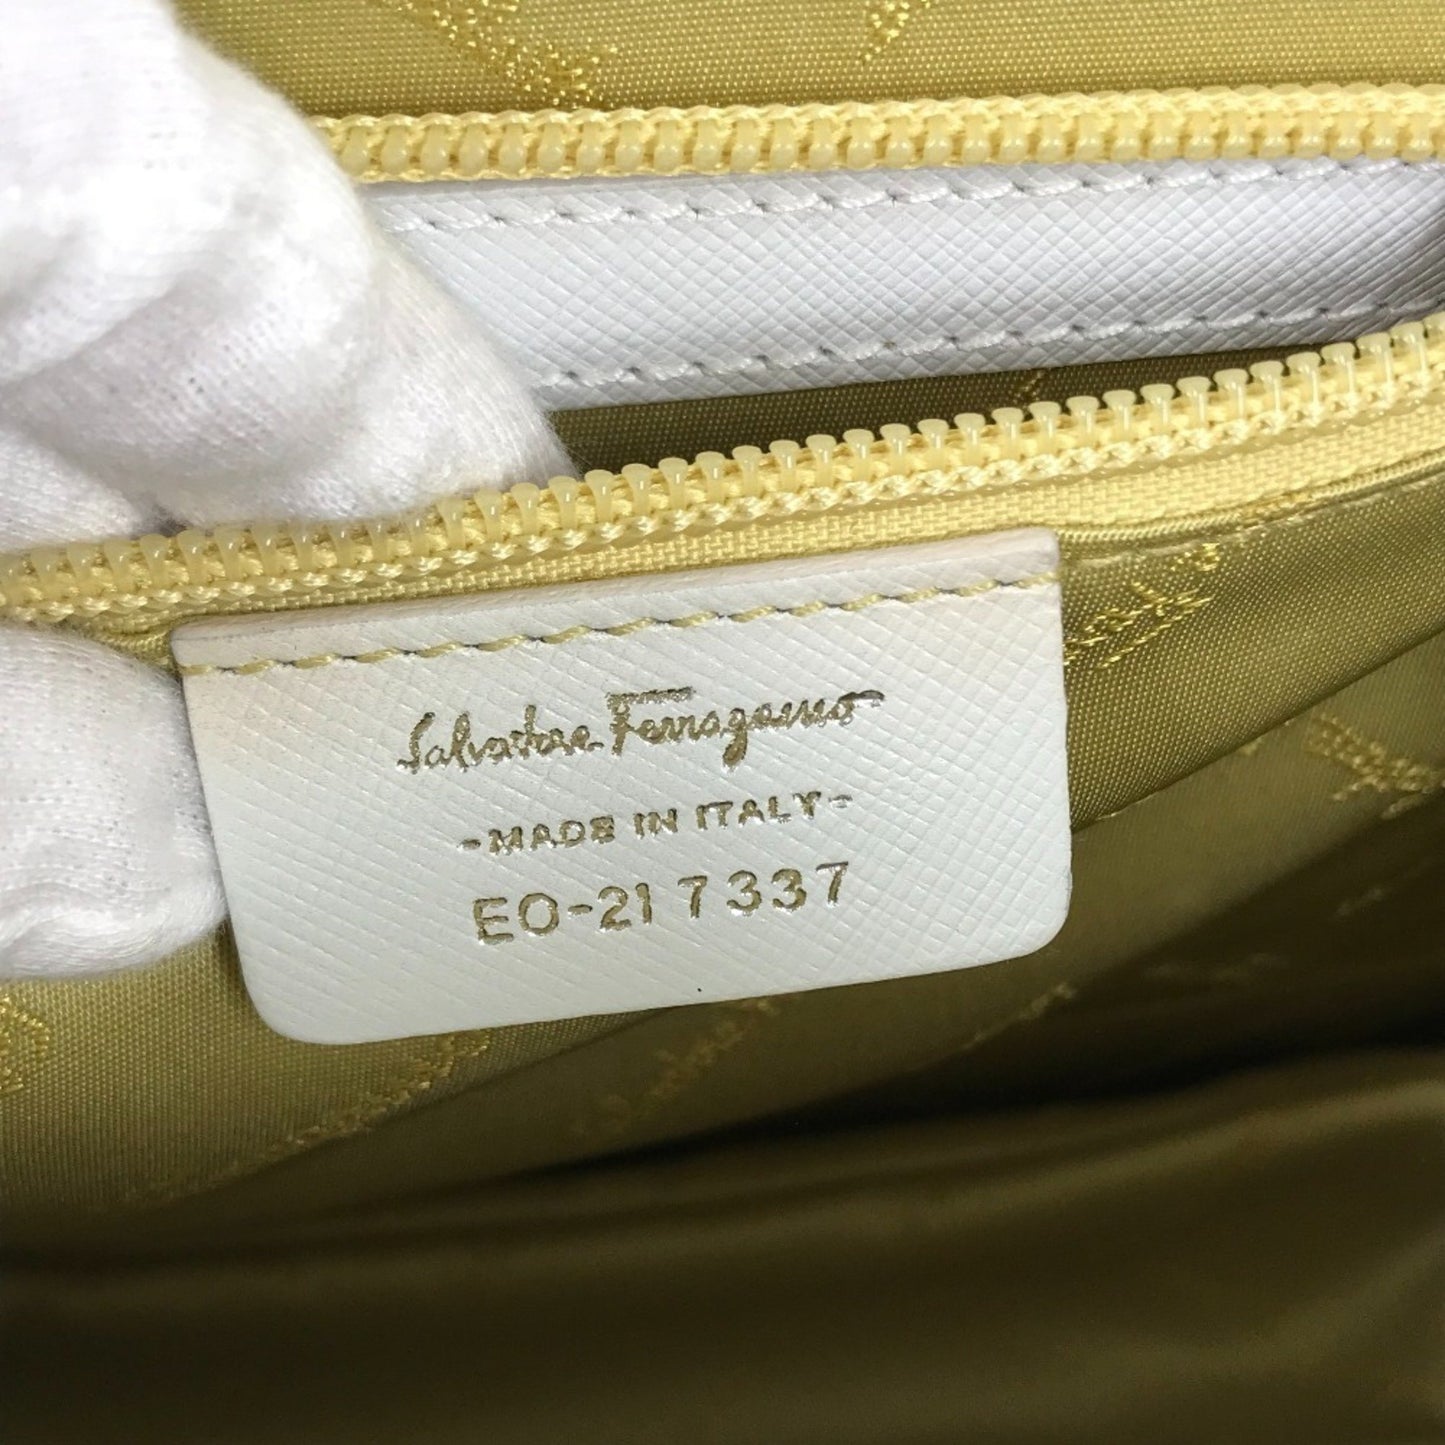 Salvatore Ferragamo
-MADE IN ITALY-
EO-21 7337